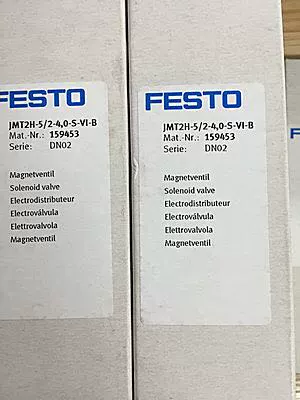 FESTO
JMT2H-5/2-4,0-S-VI-B
Mat.-Nr.: 159453
Serie: DN02
Magnetventil
Solenoid valve
Electrodistributeur
Electroválvula
Elettrovalvola
Magnetventil
FESTO
JMT2H-5/2-4,0-S-VI-B
Mat.-Nr.: 159453
Serie: DN02
Magnetventil
Solenoid valve
Electrodistributeur
Electroválvula
Elettrovalvola
Magnetventil